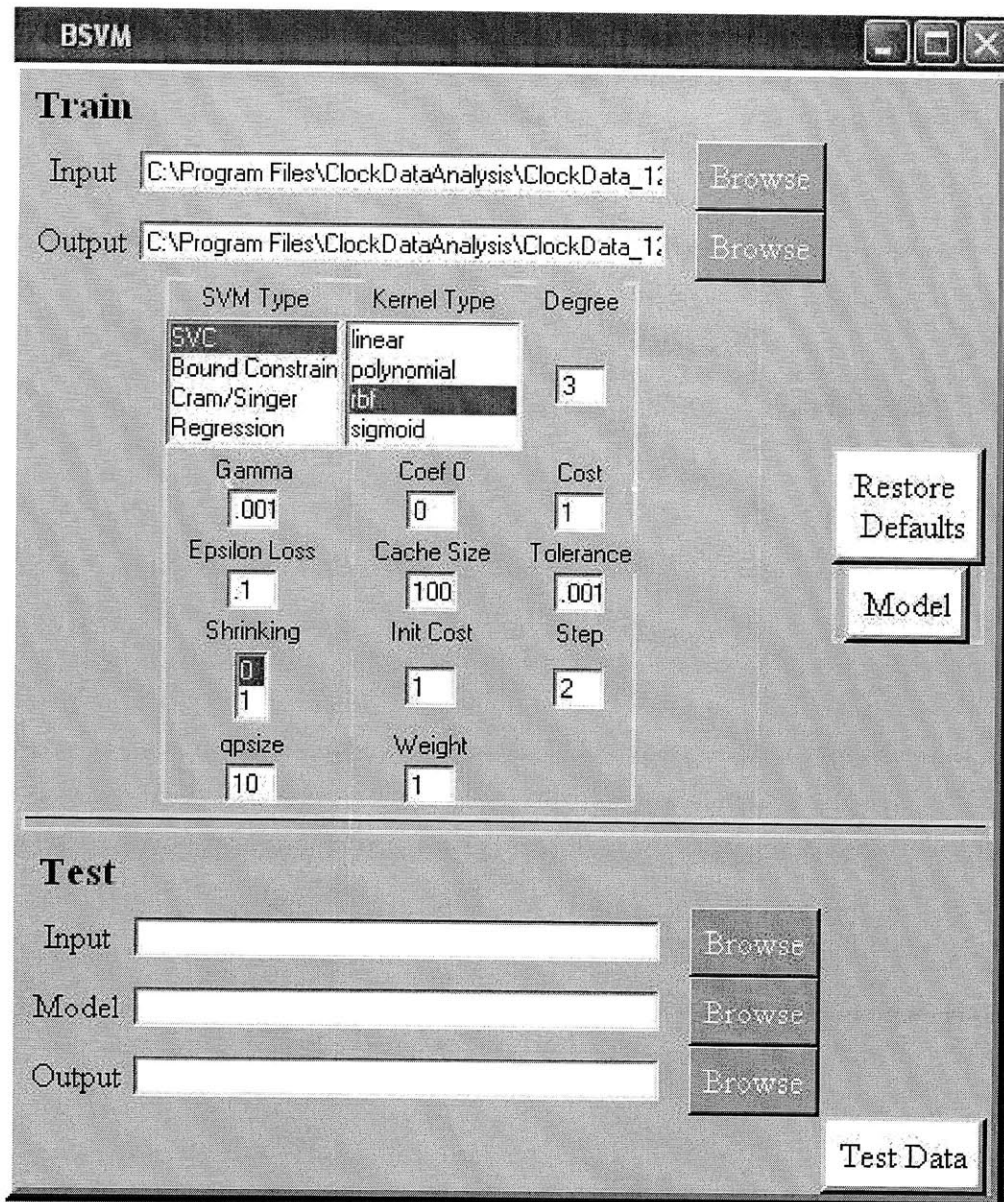 BSVM
Train
Input C:\Program Files\ClockDataAnalysis\ClockData_12 Browse
Output C:\Program Files\ClockDataAnalysis\ClockData_12 Browse
SVM Type Kernel Type Degree
SVC linear
Bound Constrain polynomial 3
Cram/Singer rbf
Regression sigmoid
Gamma Coef 0 Cost
.001 0 1
Restore
Defaults
Epsilon Loss Cache Size Tolerance
.1 100 .001
Model
Shrinking Init Cost Step
0
1 1 2
qpsize Weight
10 1
Test
Input Browse
Model Browse
Output Browse
Test Data